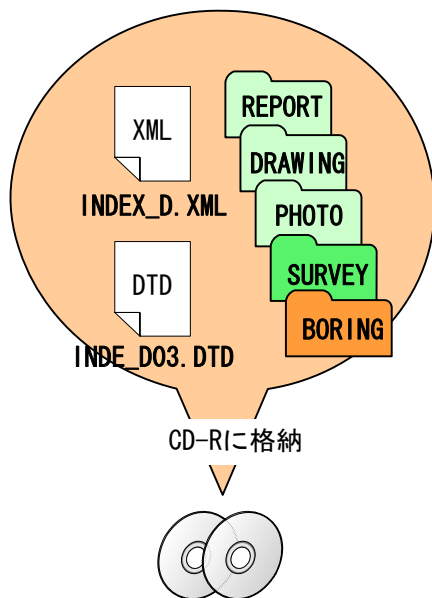 XML
INDEX_D.XML
DTD
INDE_D03.DTD
REPORT
DRAWING
PHOTO
SURVEY
BORING
CD-Rに格納